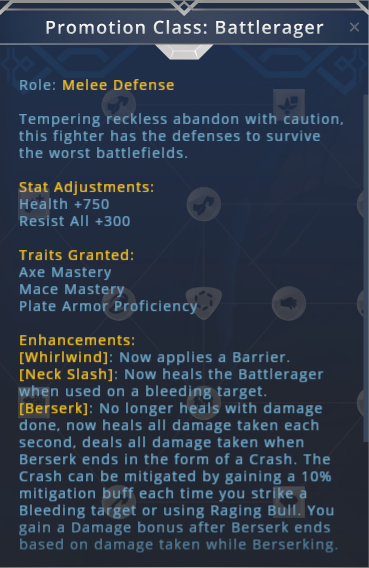 Promotion Class: Battlerager
Role: Melee Defense
Tempering reckless abandon with caution,
this fighter has the defenses to survive
the worst battlefields.
Stat Adjustments:
Health +750
Resist All +300
Traits Granted:
Axe Mastery
Mace Mastery
Plate Armor Proficiency
Enhancements:
[Whirlwind]: Now applies a Barrier.
[Neck Slash]: Now heals the Battlerager
when used on a bleeding target.
[Berserk]: No longer heals with damage
done, now heals all damage taken each
second, deals all damage taken when
Berserk ends in the form of a Crash. The
Crash can be mitigated by gaining a 10%
mitigation buff each time you strike a
Bleeding target or using Raging Bull. You
gain a Damage bonus after Berserk ends
based on damage taken while Berserking.